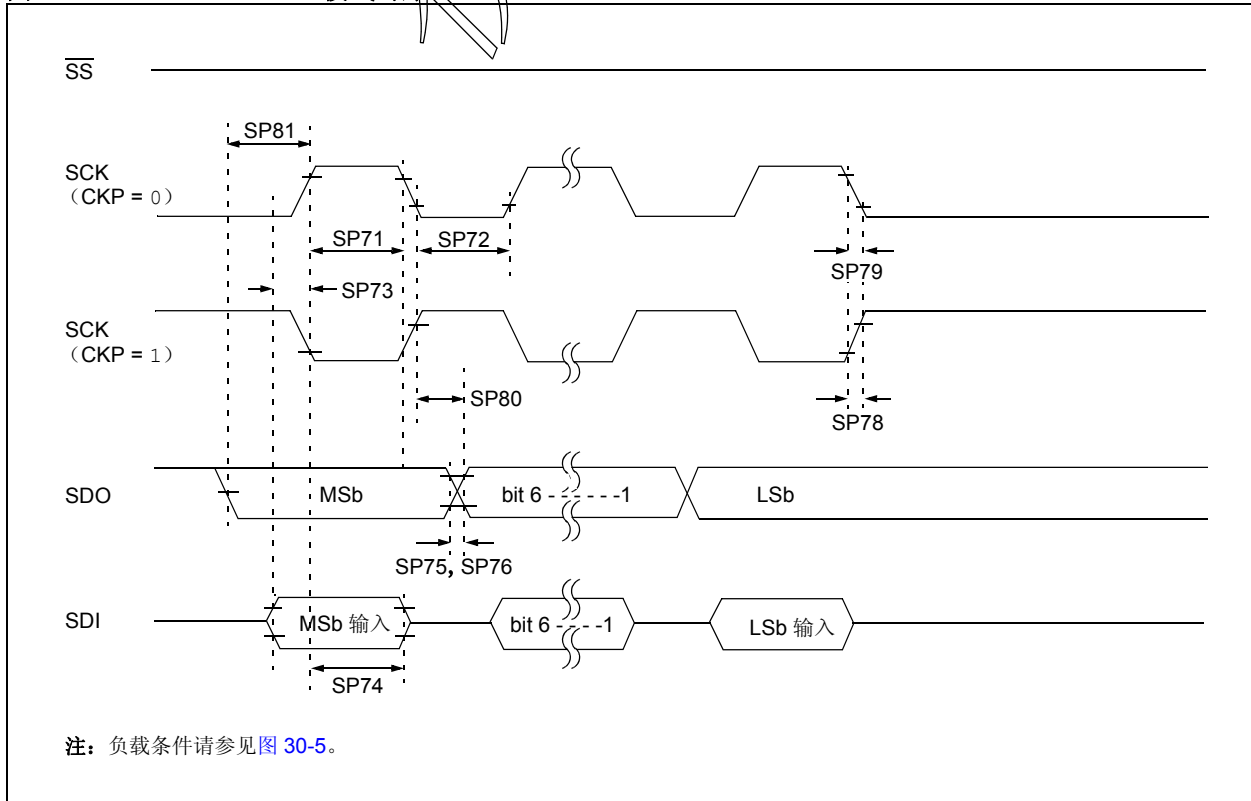 SS
SP81
SCK
（CKP = 0）
SP71
SP72
SP79
SP73
SCK
（CKP = 1）
SP80
SP78
SDO
MSb
bit 6 - - - - - -1
LSb
SP75，SP76
SDI
MSb 输入
bit 6 - - - -1
LSb 输入
SP74
注：负载条件请参见图 30-5。